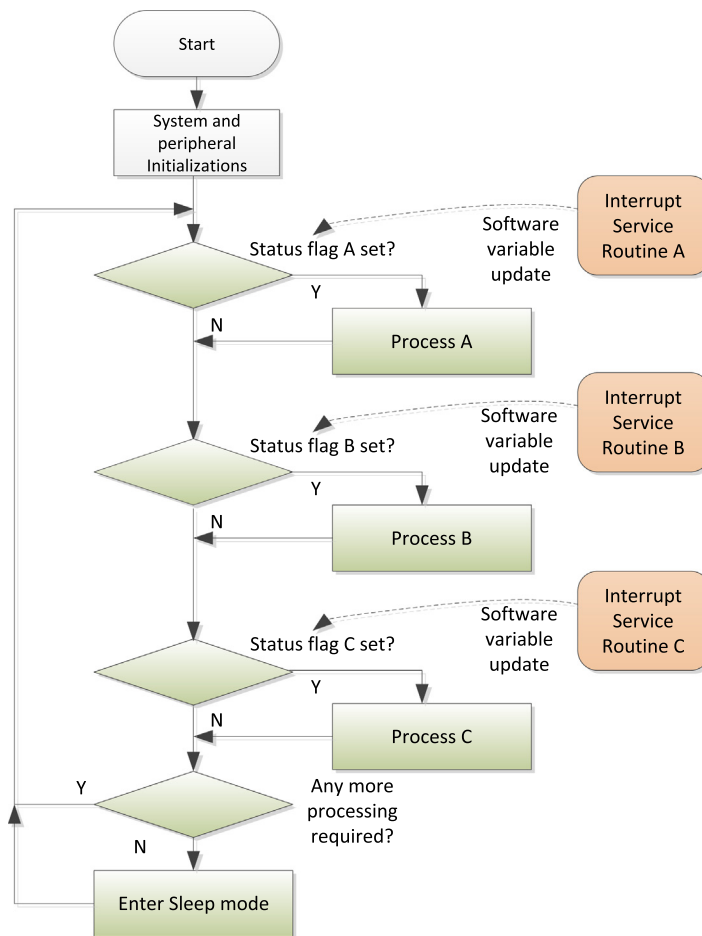 Start
System and
peripheral
Initializations
Interrupt
Service
Routine A
Software
variable
update
Status flag A set?
Y
N
Process A
Interrupt
Service
Routine B
Software
variable
update
Status flag B set?
Y
N
Process B
Interrupt
Service
Routine C
Software
variable
update
Status flag C set?
Y
N
Process C
Any more
processing
required?
Y
N
Enter Sleep mode